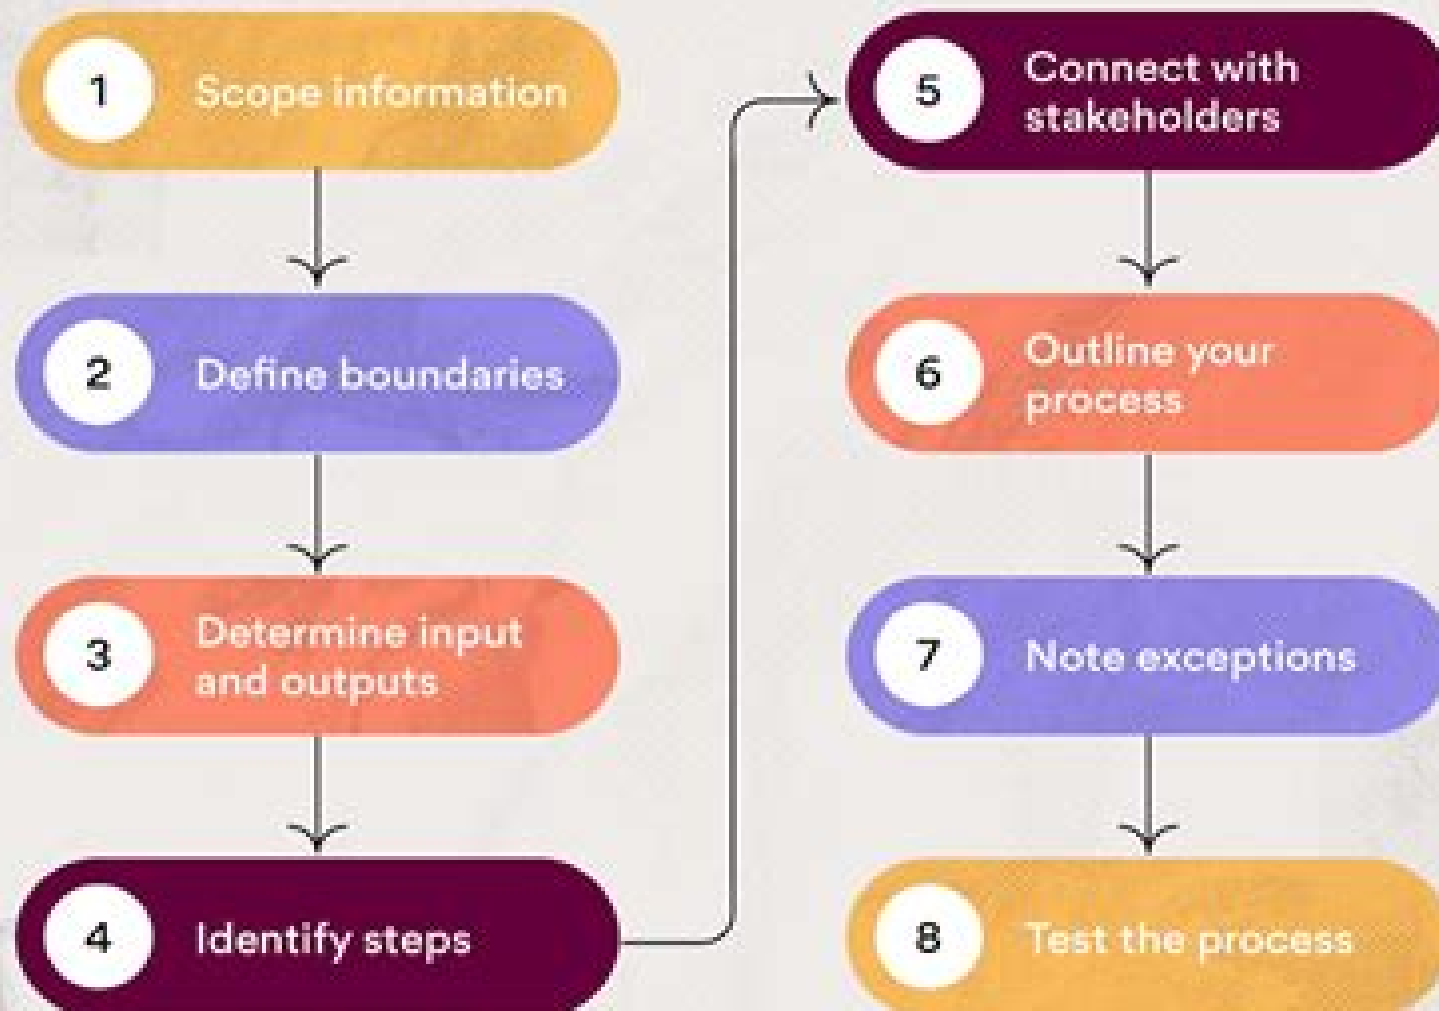 1
Scope information
2
Define boundaries
3
Determine input
and outputs
4
Identify steps
5
Connect with
stakeholders
6
Outline your
process
7
Note exceptions
8
Test the process